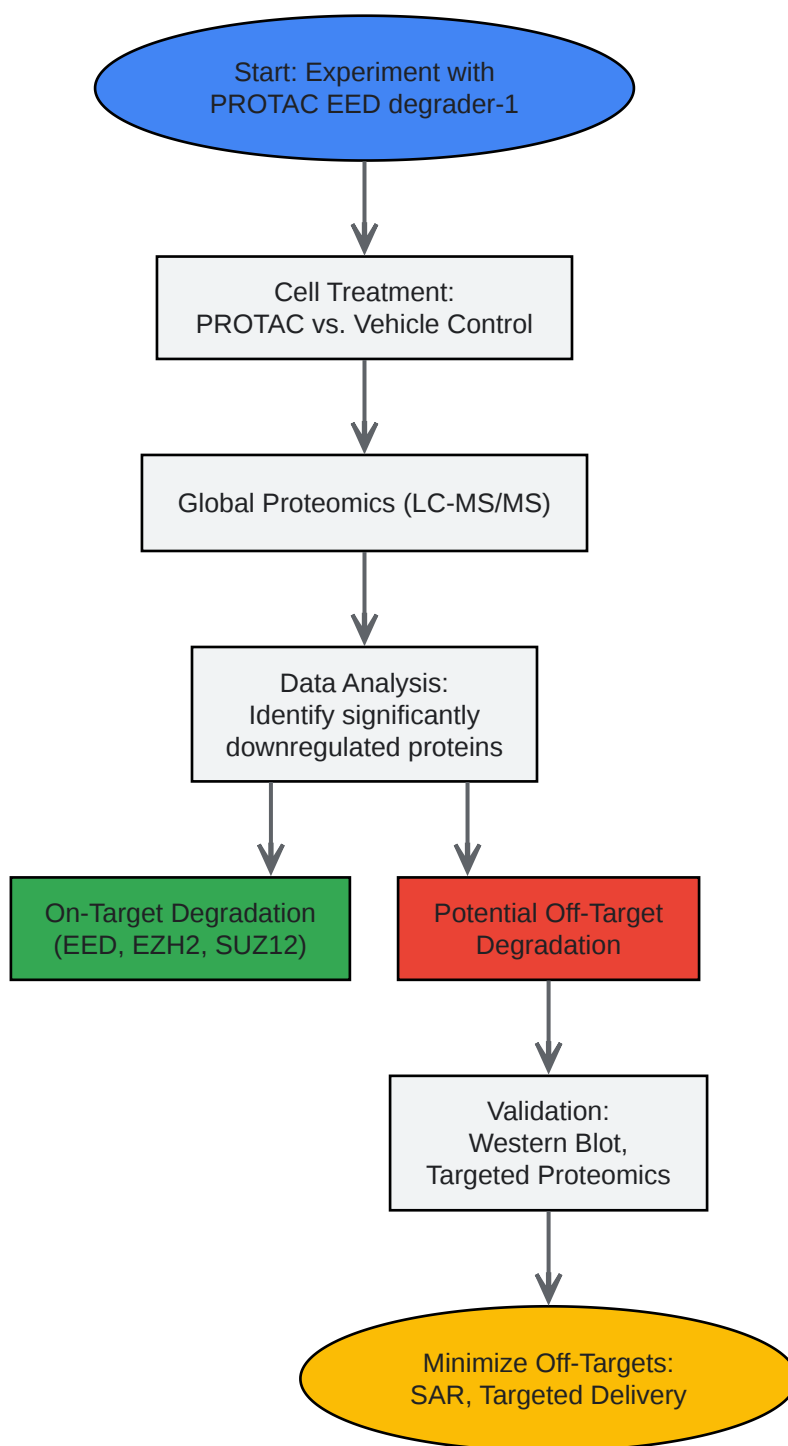 Start: Experiment with
PROTAC EED degrader-1
Cell Treatment:
PROTAC vs. Vehicle Control
Global Proteomics (LC-MS/MS)
Data Analysis:
Identify significantly
downregulated proteins
On-Target Degradation
(EED, EZH2, SUZ12)
Potential Off-Target
Degradation
Validation:
Western Blot,
Targeted Proteomics
Minimize Off-Targets:
SAR, Targeted Delivery